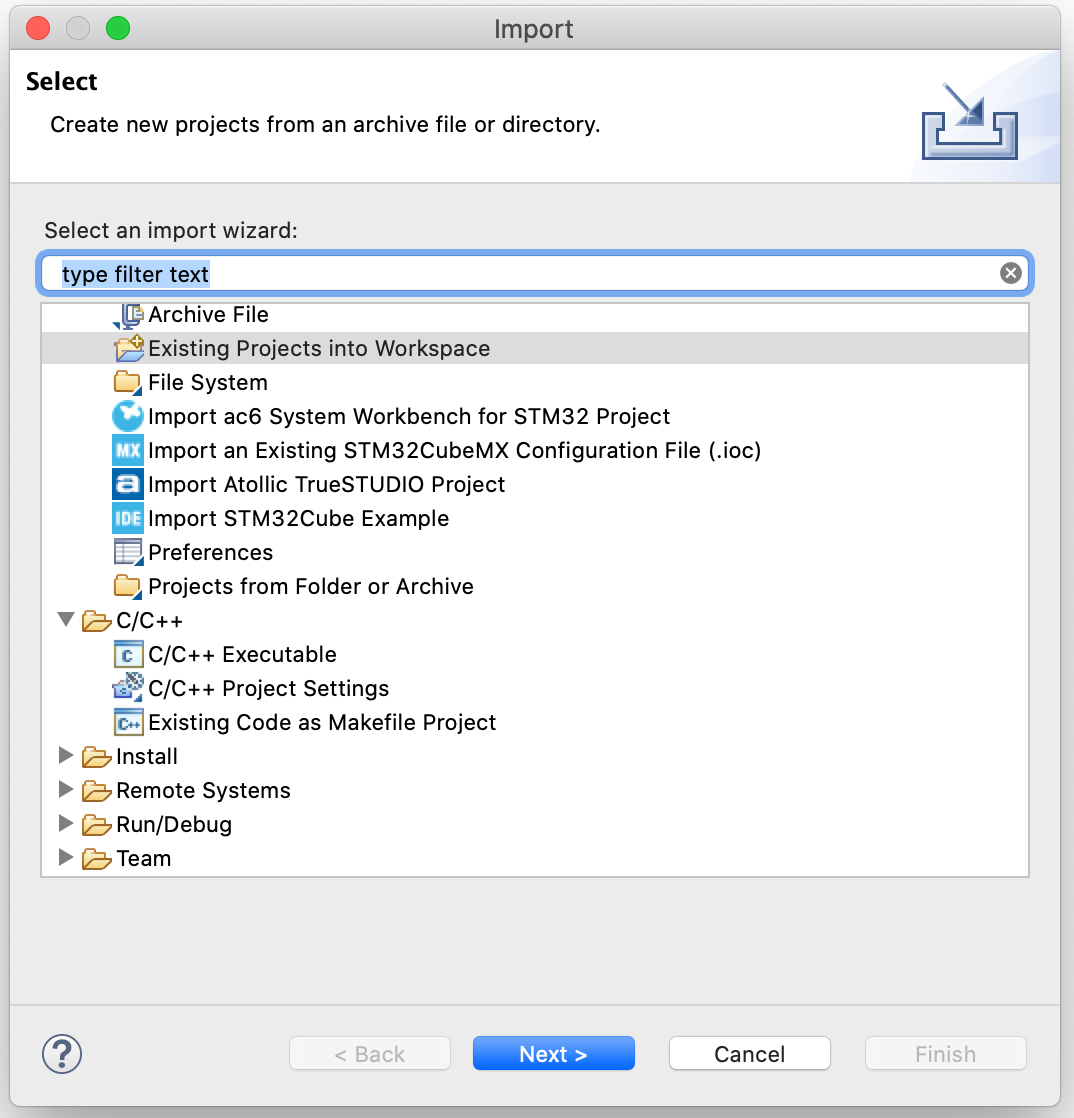 Import
Select
Create new projects from an archive file or directory.
Select an import wizard:
type filter text
Archive File
Existing Projects into Workspace
File System
Import ac6 System Workbench for STM32 Project
MX Import an Existing STM32CubeMX Configuration File (.ioc)
a Import Atollic TrueSTUDIO Project
IDE Import STM32Cube Example
Preferences
Projects from Folder or Archive
C/C++
C C/C++ Executable
C/C++ Project Settings
C++ Existing Code as Makefile Project
Install
Remote Systems
Run/Debug
Team
? < Back Next > Cancel Finish